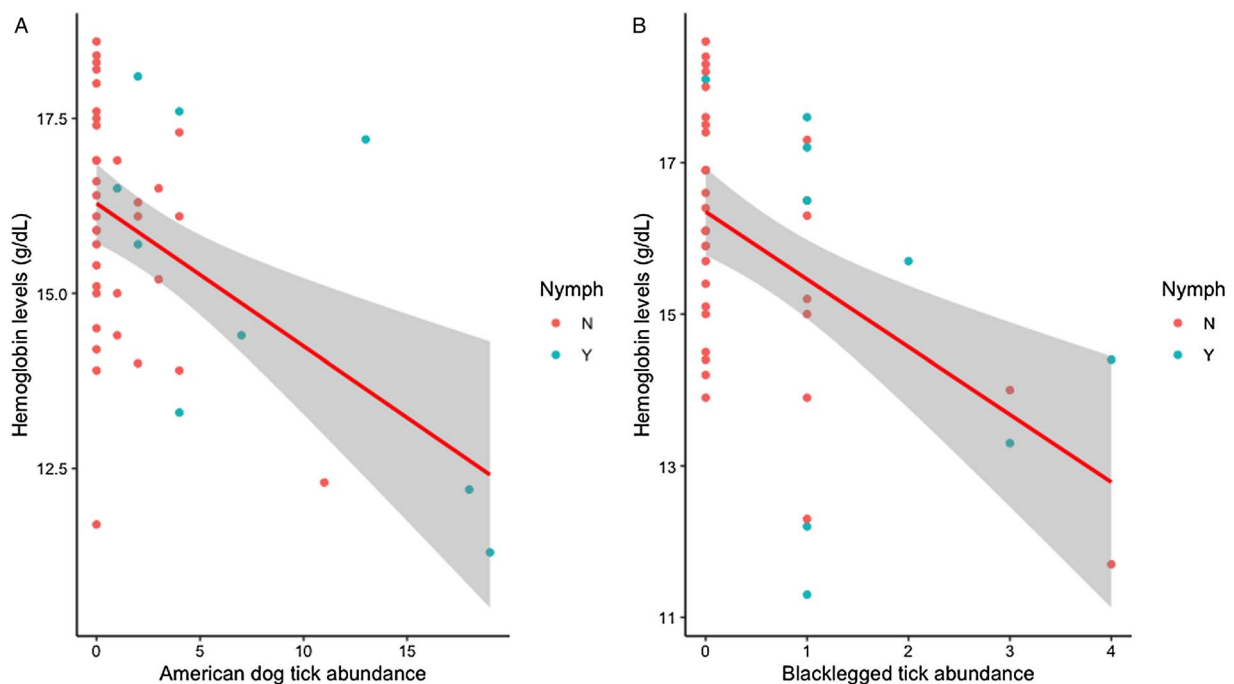 A
Hemoglobin levels (g/dL)
17.5
15.0
12.5
0
5
10
15
American dog tick abundance
Nymph
N
Y
B
Hemoglobin levels (g/dL)
17
15
13
11
0
1
2
3
4
Blacklegged tick abundance
Nymph
N
Y